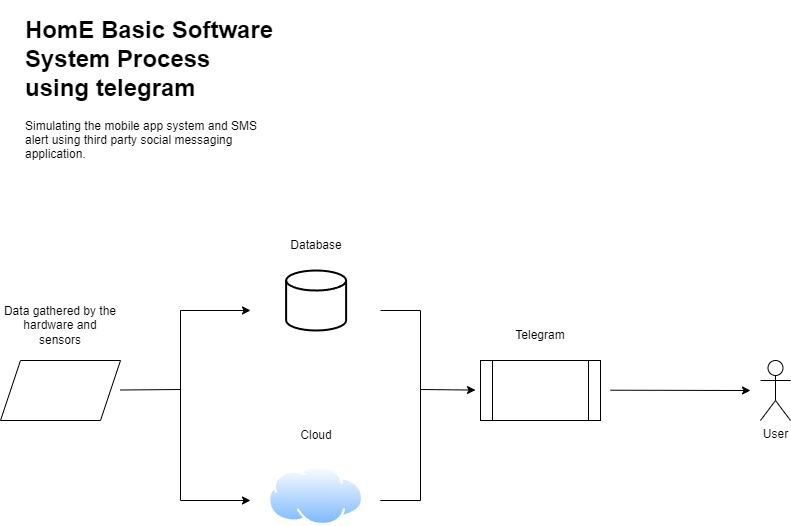 HomE Basic Software
System Process
using telegram
Simulating the mobile app system and SMS
alert using third party social messaging
application.
Database
Data gathered by the
hardware and
sensors
Telegram
Cloud
User